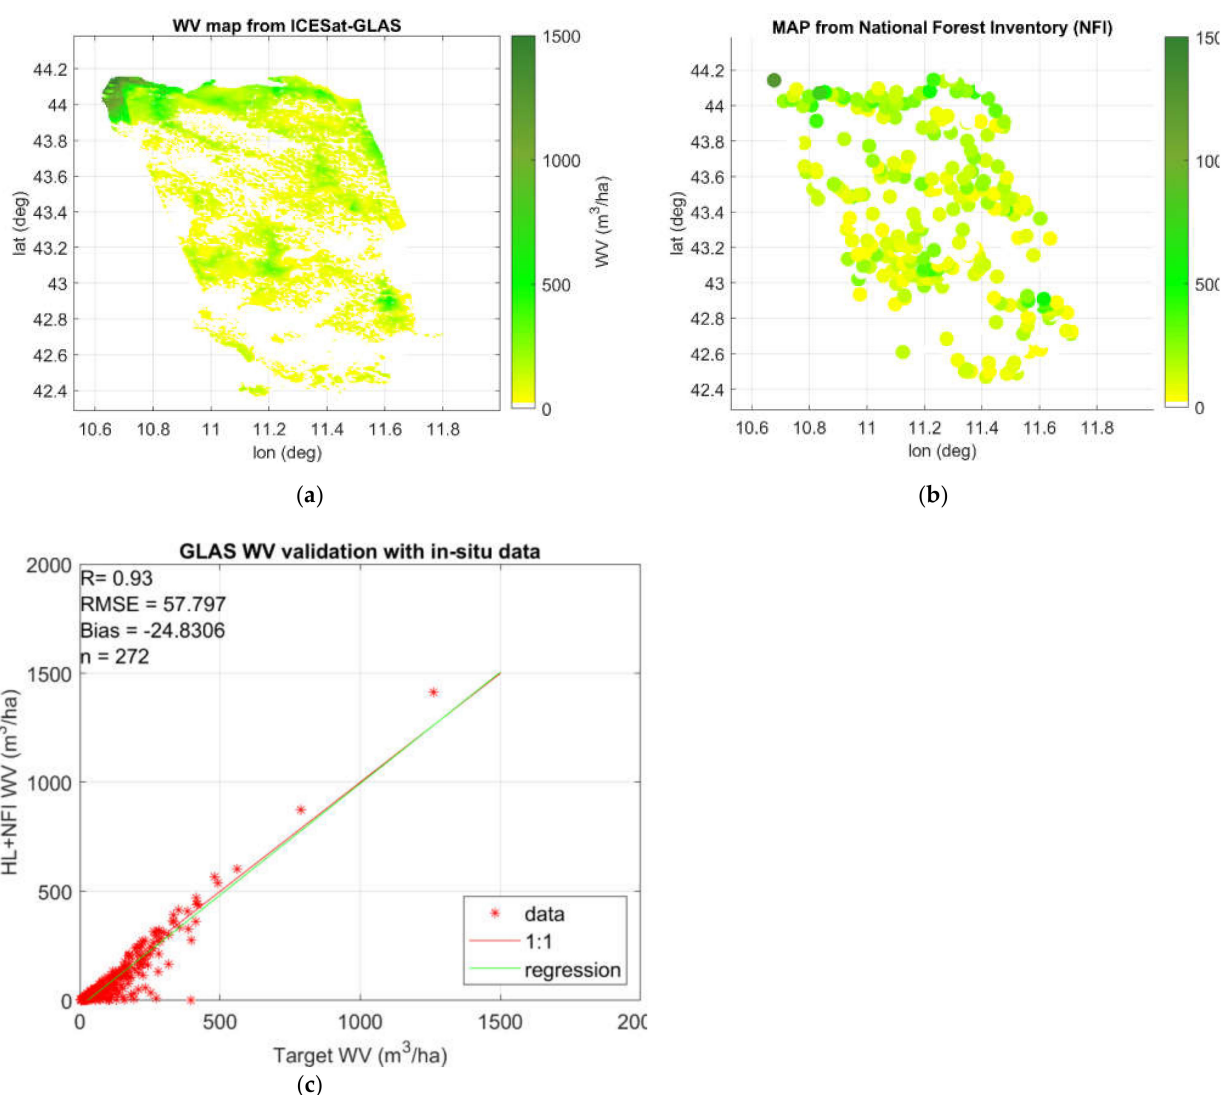 WV map from ICESat-GLAS
1500
1000
500
0
WV (m3/ha)
44.2
44
43.8
43.6
43.4
43.2
43
42.8
42.6
42.4
lat (deg)
10.6 10.8 11 11.2 11.4 11.6 11.8
lon (deg)
(a)
MAP from National Forest Inventory (NFI)
150
100
500
0
44.2
44
43.8
43.6
43.4
43.2
43
42.8
42.6
42.4
lat (deg)
10.6 10.8 11 11.2 11.4 11.6 11.8
lon (deg)
(b)
GLAS WV validation with in-situ data
2000
1500
1000
500
0
HL+NFI WV (m3/ha)
R= 0.93
RMSE = 57.797
Bias = -24.8306
n = 272
data
1:1
regression
0 500 1000 1500 200
Target WV (m3/ha)
(c)